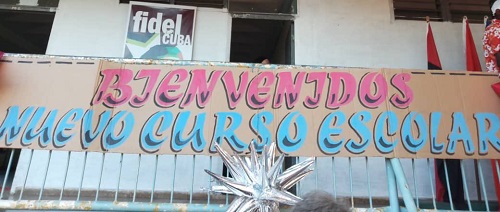 fidel
CUBA
BIENVENIDOS
NUEVO CURSO ESCOLAR